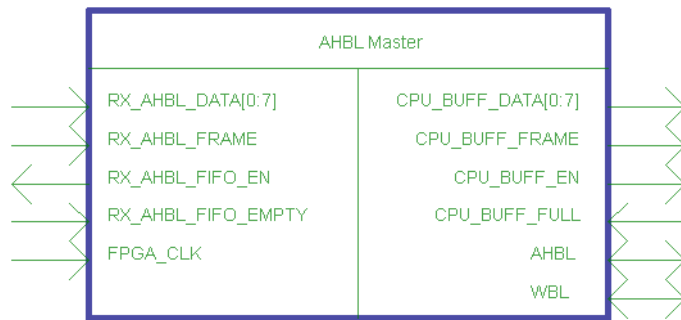 AHBL Master
RX_AHBL_DATA[0:7]
CPU_BUFF_DATA[0:7]
RX_AHBL_FRAME
CPU_BUFF_FRAME
RX_AHBL_FIFO_EN
CPU_BUFF_EN
RX_AHBL_FIFO_EMPTY
CPU_BUFF_FULL
FPGA_CLK
AHBL
WBL